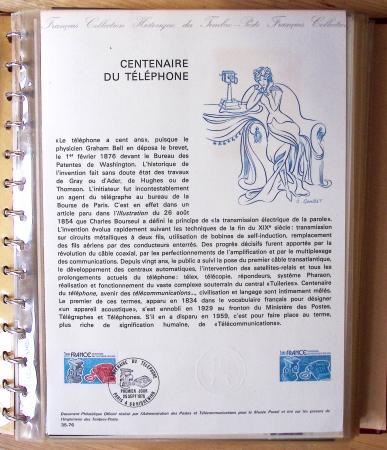 Français Collection Historique du Timbre-Poste Français Collection
CENTENAIRE
DU TÉLÉPHONE
«Le téléphone a cent ans», puisque le
physicien Graham Bell en déposa le brevet,
le 1er février 1876 devant le Bureau des
Patentes de Washington. L'historique de
l'invention fait sans doute état des travaux
de Gray ou d'Ader, de Hughes ou de
Thomson. L'initiateur fut incontestablement
un agent du télégraphe au bureau de la
Bourse de Paris. C'est en effet dans un
article paru dans l'Illustration du 26 août
1854 que Charles Bourseul a défini le principe de «la transmission électrique de la parole».
L'invention évolua rapidement suivant les techniques de la fin du XIXe siècle : transmission
sur circuits métalliques à deux fils, utilisation de bobines de self-induction, remplacement
des fils aériens par des conducteurs enterrés. Des progrès décisifs furent apportés par la
révolution du câble coaxial, par les perfectionnements de l'amplification et par le multiplexage
des communications. Depuis vingt ans, le public a suivi la pose du premier câble transatlantique,
le développement des centraux automatiques, l'intervention des satellites-relais et tous les
prolongements actuels du téléphone : télex, télécopie, répondeurs, système Pharaon,
réalisation et fonctionnement du vaste complexe souterrain du central «Tuileries». Centenaire
du téléphone, avenir des télécommunications..., civilisation et langage sont intimement mêlés.
Le premier de ces termes, apparu en 1834 dans le vocabulaire français pour désigner
«un appareil acoustique», s'est ennobli en 1929 au fronton du Ministère des Postes,
Télégraphes et Téléphones. S'il en a disparu en 1959, c'est pour faire place au terme,
plus riche de signification humaine, de «Télécommunications».
FRANCE
CENTENAIRE DU TELEPHONE
PREMIER JOUR
FRANCE
Document Philatélique Officiel réalisé par l'Administration des Postes et Télécommunications pour le Musée Postal et tiré sur les presses de
l'Imprimerie des Timbres-Poste
35-76